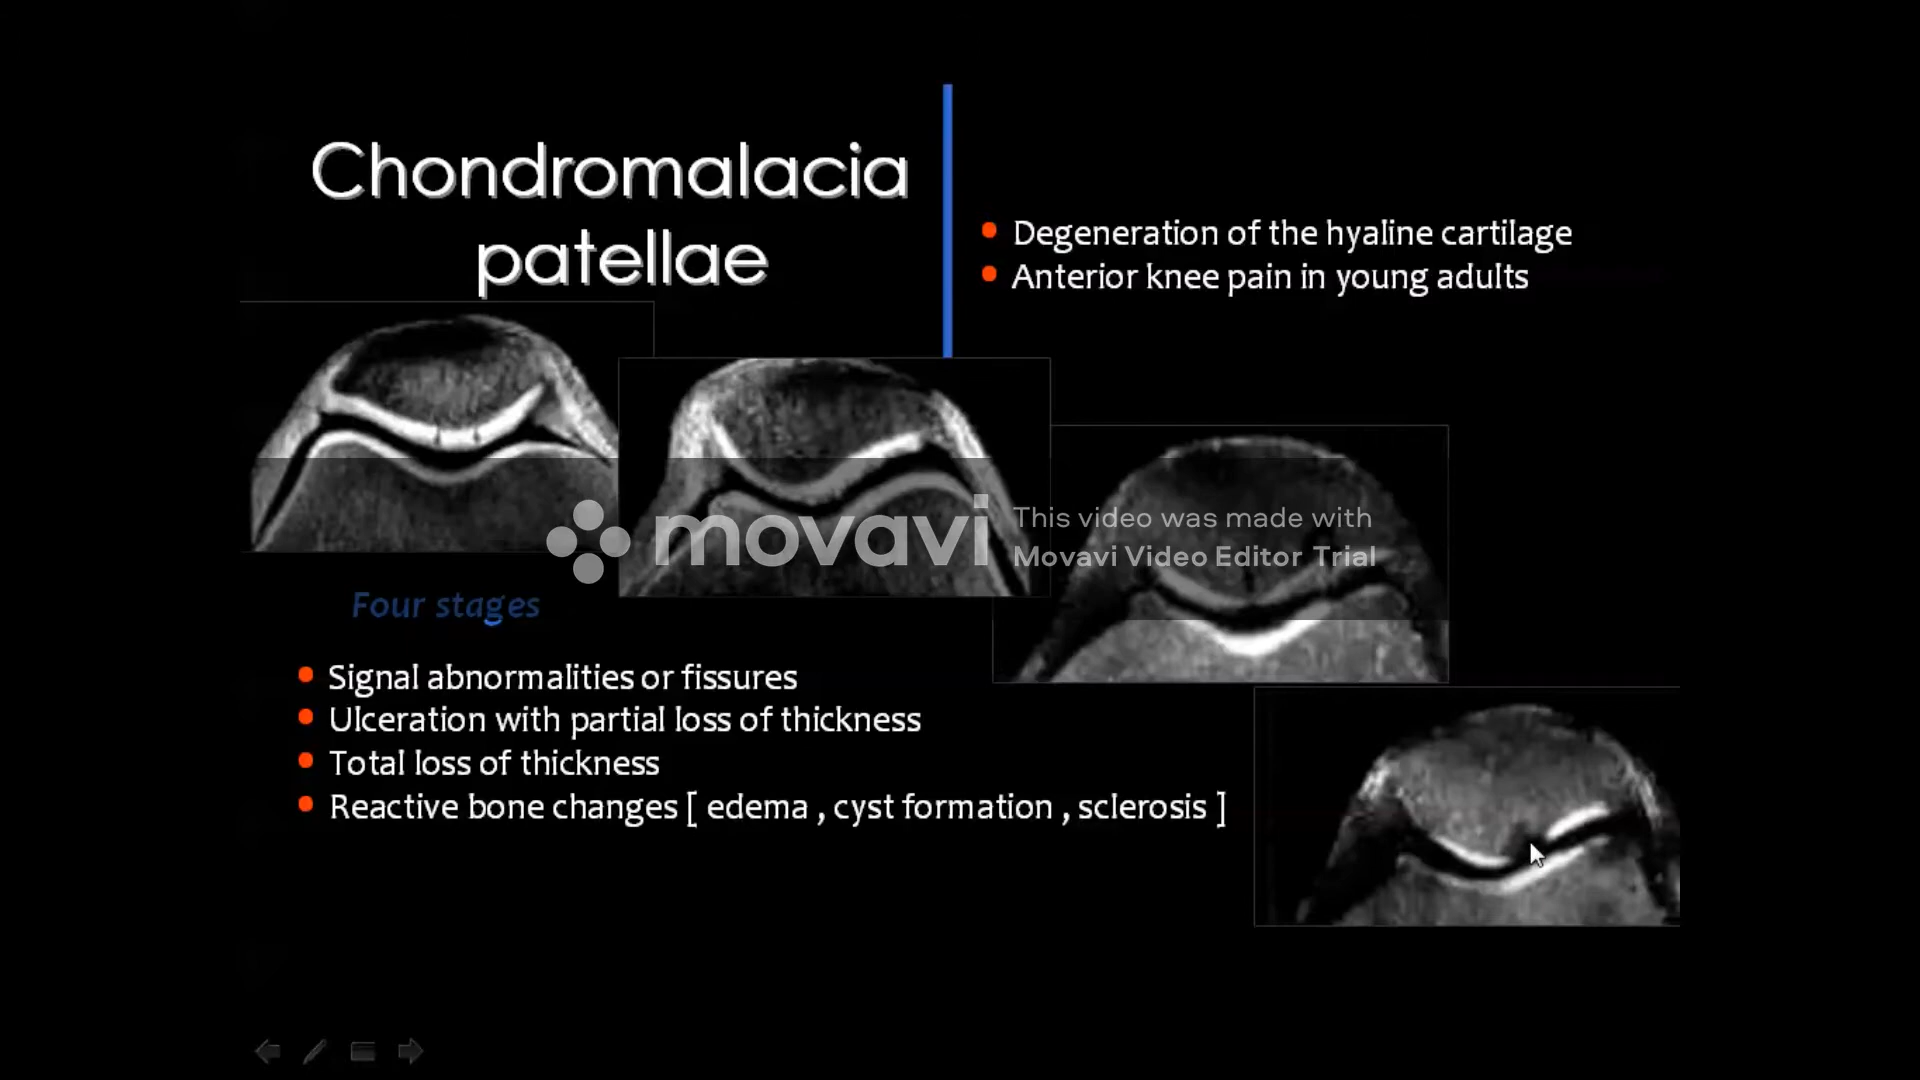 Chondromalacia
patellae
• Degeneration of the hyaline cartilage
• Anterior knee pain in young adults
movavi
This video was made with
Movavi Video Editor Trial
Four stages
• Signal abnormalities or fissures
• Ulceration with partial loss of thickness
• Total loss of thickness
• Reactive bone changes [ edema , cyst formation , sclerosis ]